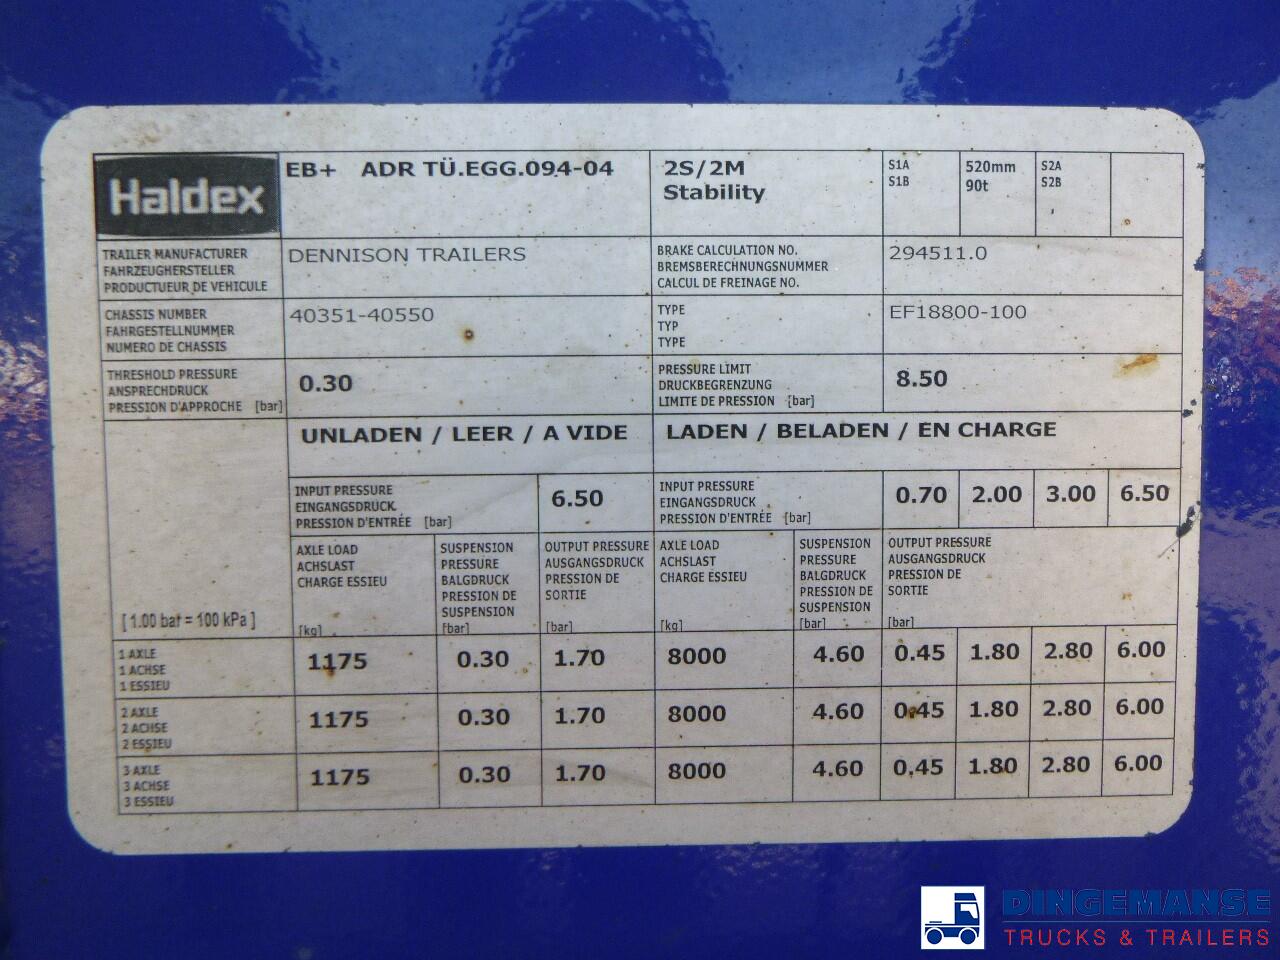 Haldex
EB+ ADR TÜ.EGG.094-04
2S/2M
Stability
S1A
S1B
520mm
90t
S2A
S2B
TRAILER MANUFACTURER
FAHRZEUGHERSTELLER
PRODUCTUEUR DE VEHICULE
DENNISON TRAILERS
BRAKE CALCULATION NO.
BREMSBERECHNUNGSNUMMER
CALCUL DE FREINAGE NO.
294511.0
CHASSIS NUMBER
FAHRGESTELLNUMMER
NUMERO DE CHASSIS
40351-40550
TYPE
TYP
TYPE
EF18800-100
THRESHOLD PRESSURE
ANSPRECHDRUCK
PRESSION D'APPROCHE [bar]
0.30
PRESSURE LIMIT
DRUCKBEGRENZUNG
LIMITE DE PRESSION [bar]
8.50
UNLADEN / LEER / A VIDE
LADEN / BELADEN / EN CHARGE
INPUT PRESSURE
EINGANGSDRUCK
PRESSION D'ENTRÉE [bar]
6.50
INPUT PRESSURE
EINGANGSDRUCK
PRESSION D'ENTRÉE [bar]
0.70 2.00 3.00 6.50
[ 1.00 bat = 100 kPa ]
AXLE LOAD
ACHSLAST
CHARGE ESSIEU
[kg]
SUSPENSION
PRESSURE
BALGDRUCK
PRESSION DE
SUSPENSION
[bar]
OUTPUT PRESSURE
AUSGANGSDRUCK
PRESSION DE
SORTIE
[bar]
AXLE LOAD
ACHSLAST
CHARGE ESSIEU
[kg]
SUSPENSION
PRESSURE
BALGDRUCK
PRESSION DE
SUSPENSION
[bar]
OUTPUT PRESSURE
AUSGANGSDRUCK
PRESSION DE
SORTIE
[bar]
1 AXLE
1 ACHSE
1 ESSIEU
1175 0.30 1.70 8000 4.60 0.45 1.80 2.80 6.00
2 AXLE
2 ACHSE
2 ESSIEU
1175 0.30 1.70 8000 4.60 0.45 1.80 2.80 6.00
3 AXLE
3 ACHSE
3 ESSIEU
1175 0.30 1.70 8000 4.60 0.45 1.80 2.80 6.00
DINGEMANSE
TRUCKS & TRAILERS